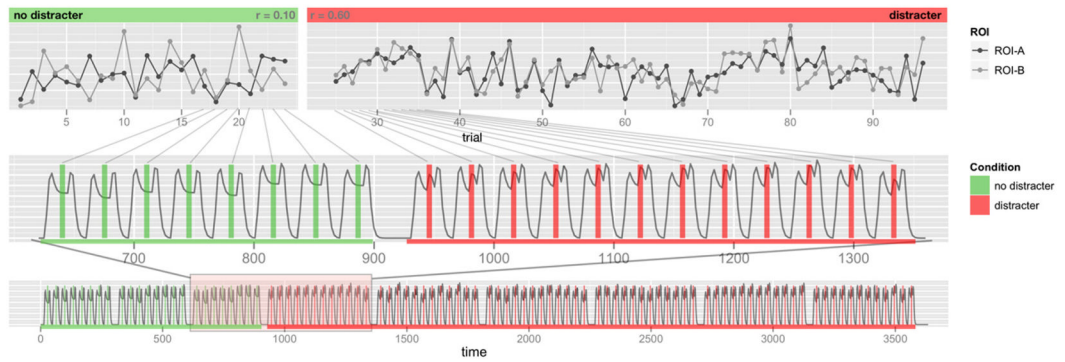 no distracter r = 0.10 r = 0.60 distracter
ROI
ROI-A
ROI-B
5 10 15 20 30 40 50 60 70 80 90
trial
Condition
no distracter
distracter
700 800 900 1000 1100 1200 1300
0 500 1000 1500 2000 2500 3000 3500
time